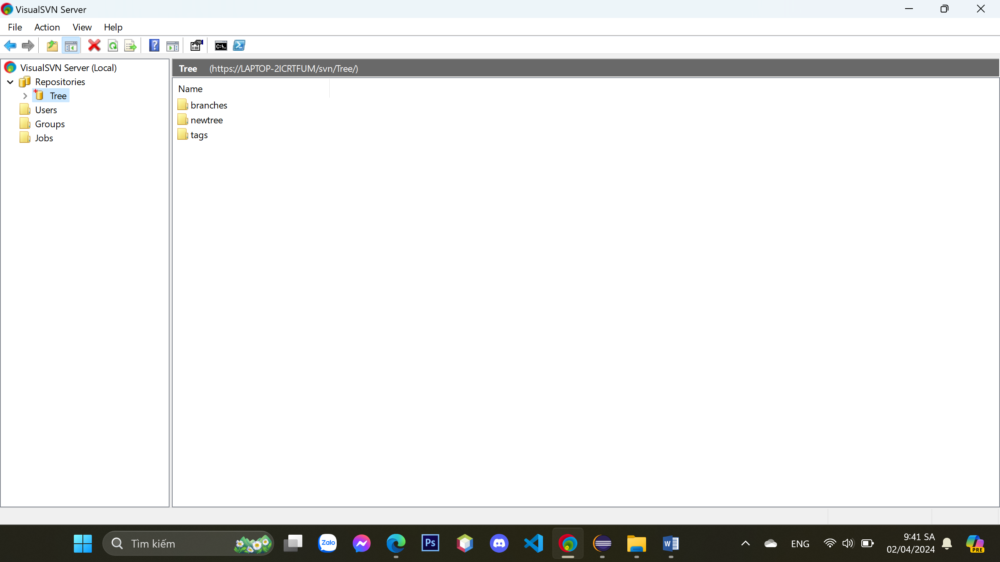 VisualSVN Server
File Action View Help
C:\.
VisualSVN Server (Local)
Repositories
Tree
Users
Groups
Jobs
Tree (https://LAPTOP-2ICRTFUM/svn/Tree/)
Name
branches
newtree
tags
Tìm kiếm
Zalo
Ps
W
ENG
9:41 SA
02/04/2024
PRE